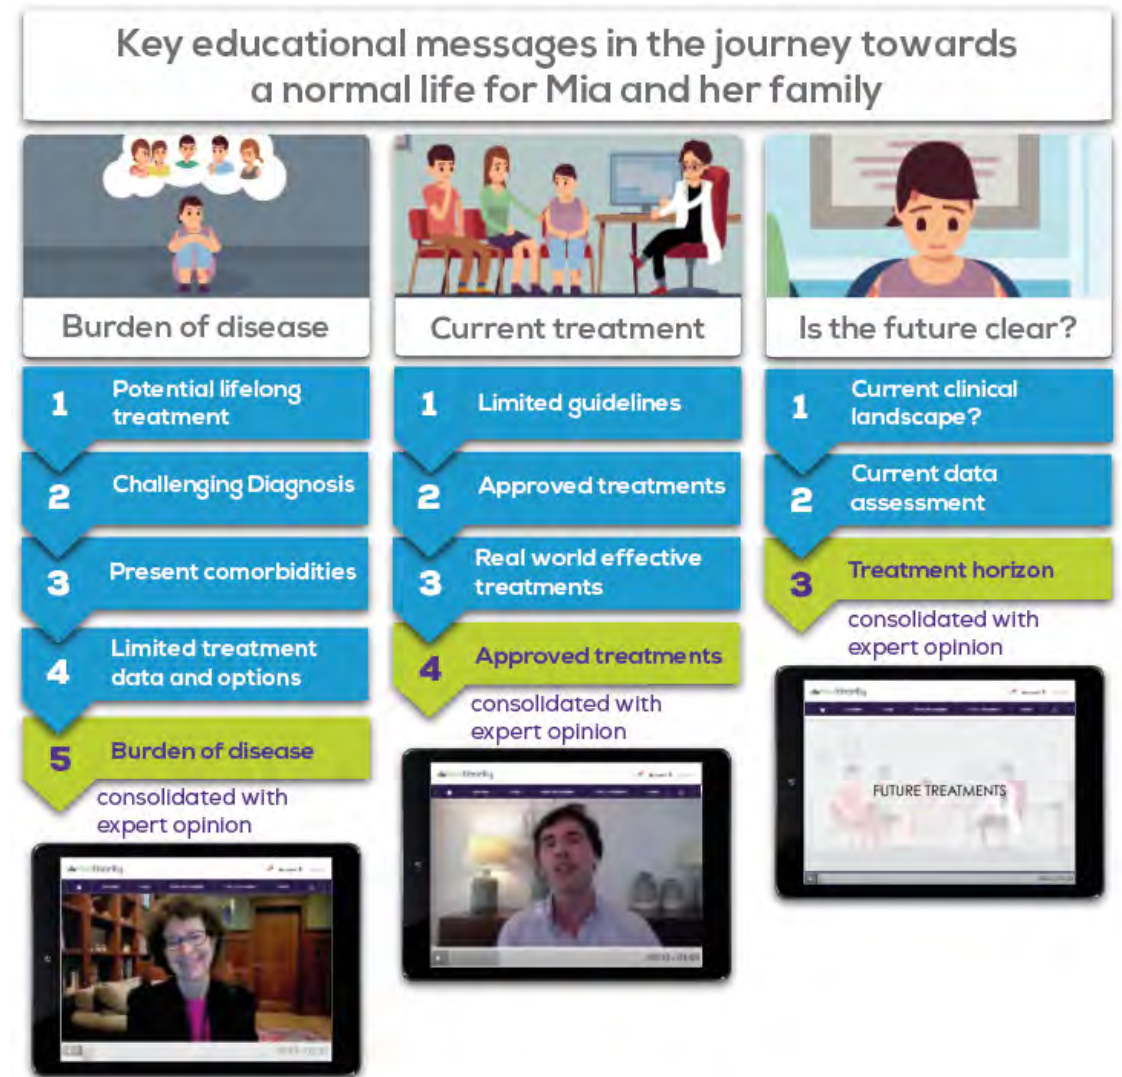 Key educational messages in the journey towards
a normal life for Mia and her family
Burden of disease
1
Potential lifelong
treatment
2
Challenging Diagnosis
3
Present comorbidities
4
Limited treatment
data and options
5
Burden of disease
consolidated with
expert opinion
Current treatment
1
Limited guidelines
2
Approved treatments
3
Real world effective
treatments
4
Approved treatments
consolidated with
expert opinion
Is the future clear?
1
Current clinical
landscape?
2
Current data
assessment
3
Treatment horizon
consolidated with
expert opinion
FUTURE TREATMENTS